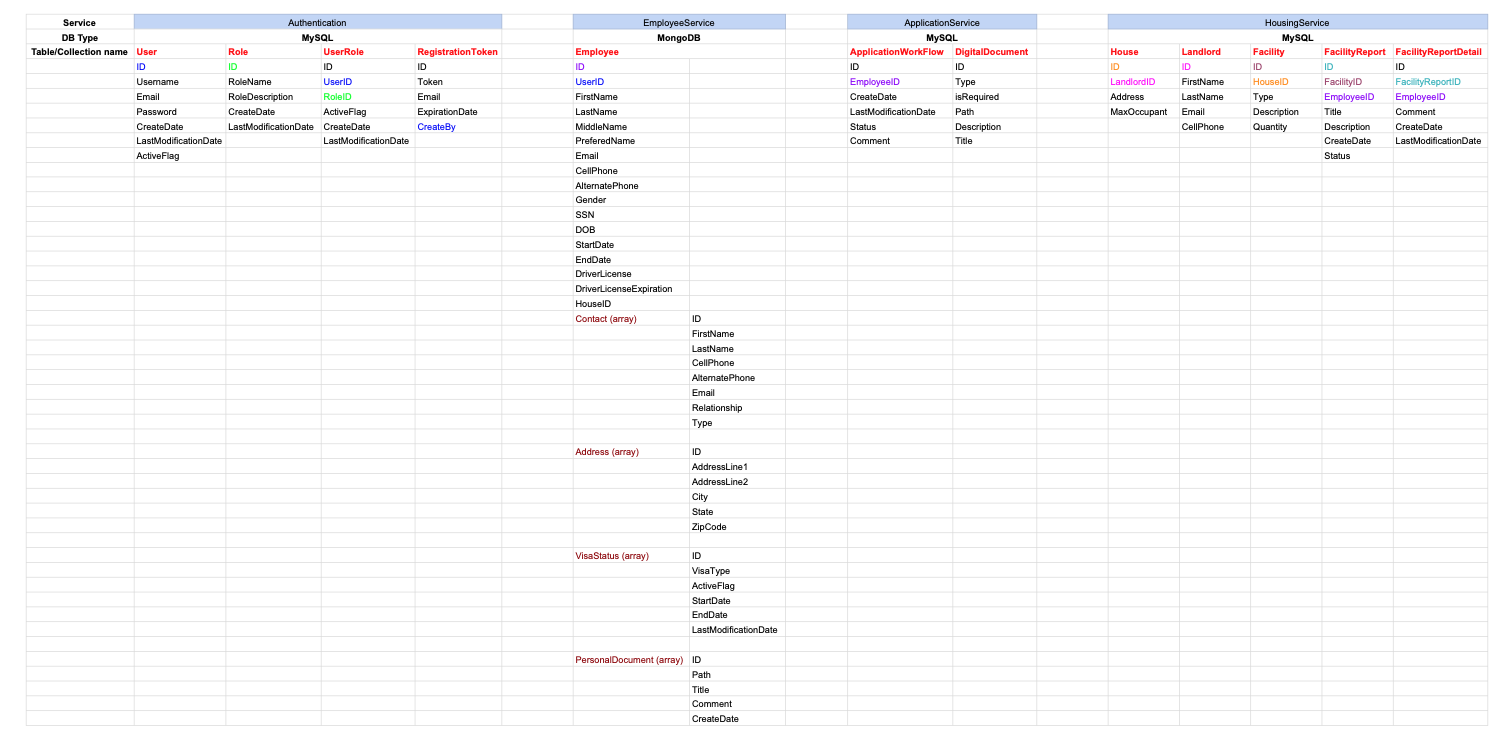 Service Authentication EmployeeService ApplicationService HousingService
DB Type MySQL MongoDB MySQL MySQL
Table/Collection name User Role UserRole RegistrationToken Employee ApplicationWorkFlow DigitalDocument House Landlord Facility FacilityReport FacilityReportDetail
ID ID ID ID ID ID ID ID ID ID ID ID
Username RoleName UserID Token UserID EmployeeID Type LandlordID FirstName HouseID FacilityID FacilityReportID
Email RoleDescription RoleID Email FirstName CreateDate isRequired Address LastName Type EmployeeID EmployeeID
Password CreateDate ActiveFlag ExpirationDate LastName LastModificationDate Path MaxOccupant Email Description Title Comment
CreateDate LastModificationDate CreateDate CreateBy MiddleName Status Description CellPhone Quantity Description CreateDate
LastModificationDate LastModificationDate PreferedName Comment Title CreateDate LastModificationDate
ActiveFlag Email Status
CellPhone
AlternatePhone
Gender
SSN
DOB
StartDate
EndDate
DriverLicense
DriverLicenseExpiration
HouseID
Contact (array) ID
FirstName
LastName
CellPhone
AlternatePhone
Email
Relationship
Type
Address (array) ID
AddressLine1
AddressLine2
City
State
ZipCode
VisaStatus (array) ID
VisaType
ActiveFlag
StartDate
EndDate
LastModificationDate
PersonalDocument (array) ID
Path
Title
Comment
CreateDate